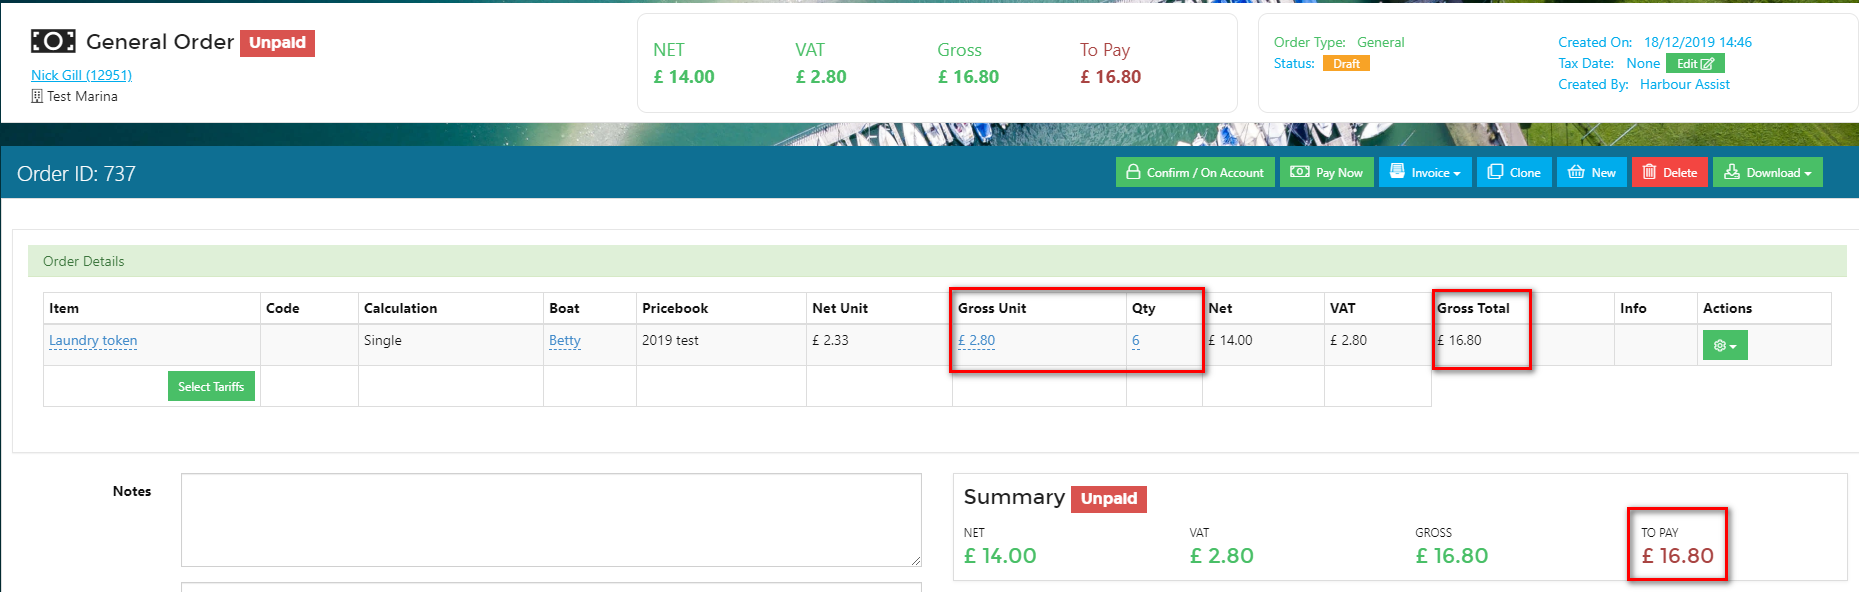 General Order Unpaid
Nick Gill (12951)
Test Marina
NET VAT Gross To Pay
£ 14.00 £ 2.80 £ 16.80 £ 16.80
Order Type: General
Status: Draft
Created On: 18/12/2019 14:46
Tax Date: None Edit
Created By: Harbour Assist
Order ID: 737
Confirm / On Account Pay Now Invoice Clone New Delete Download
Order Details
Item Code Calculation Boat Pricebook Net Unit Gross Unit Qty Net VAT Gross Total Info Actions
Laundry token Single Betty 2019 test £ 2.33 £ 2.80 6 £ 14.00 £ 2.80 £ 16.80
Select Tariffs
Notes
Summary Unpaid
NET VAT GROSS TO PAY
£ 14.00 £ 2.80 £ 16.80 £ 16.80